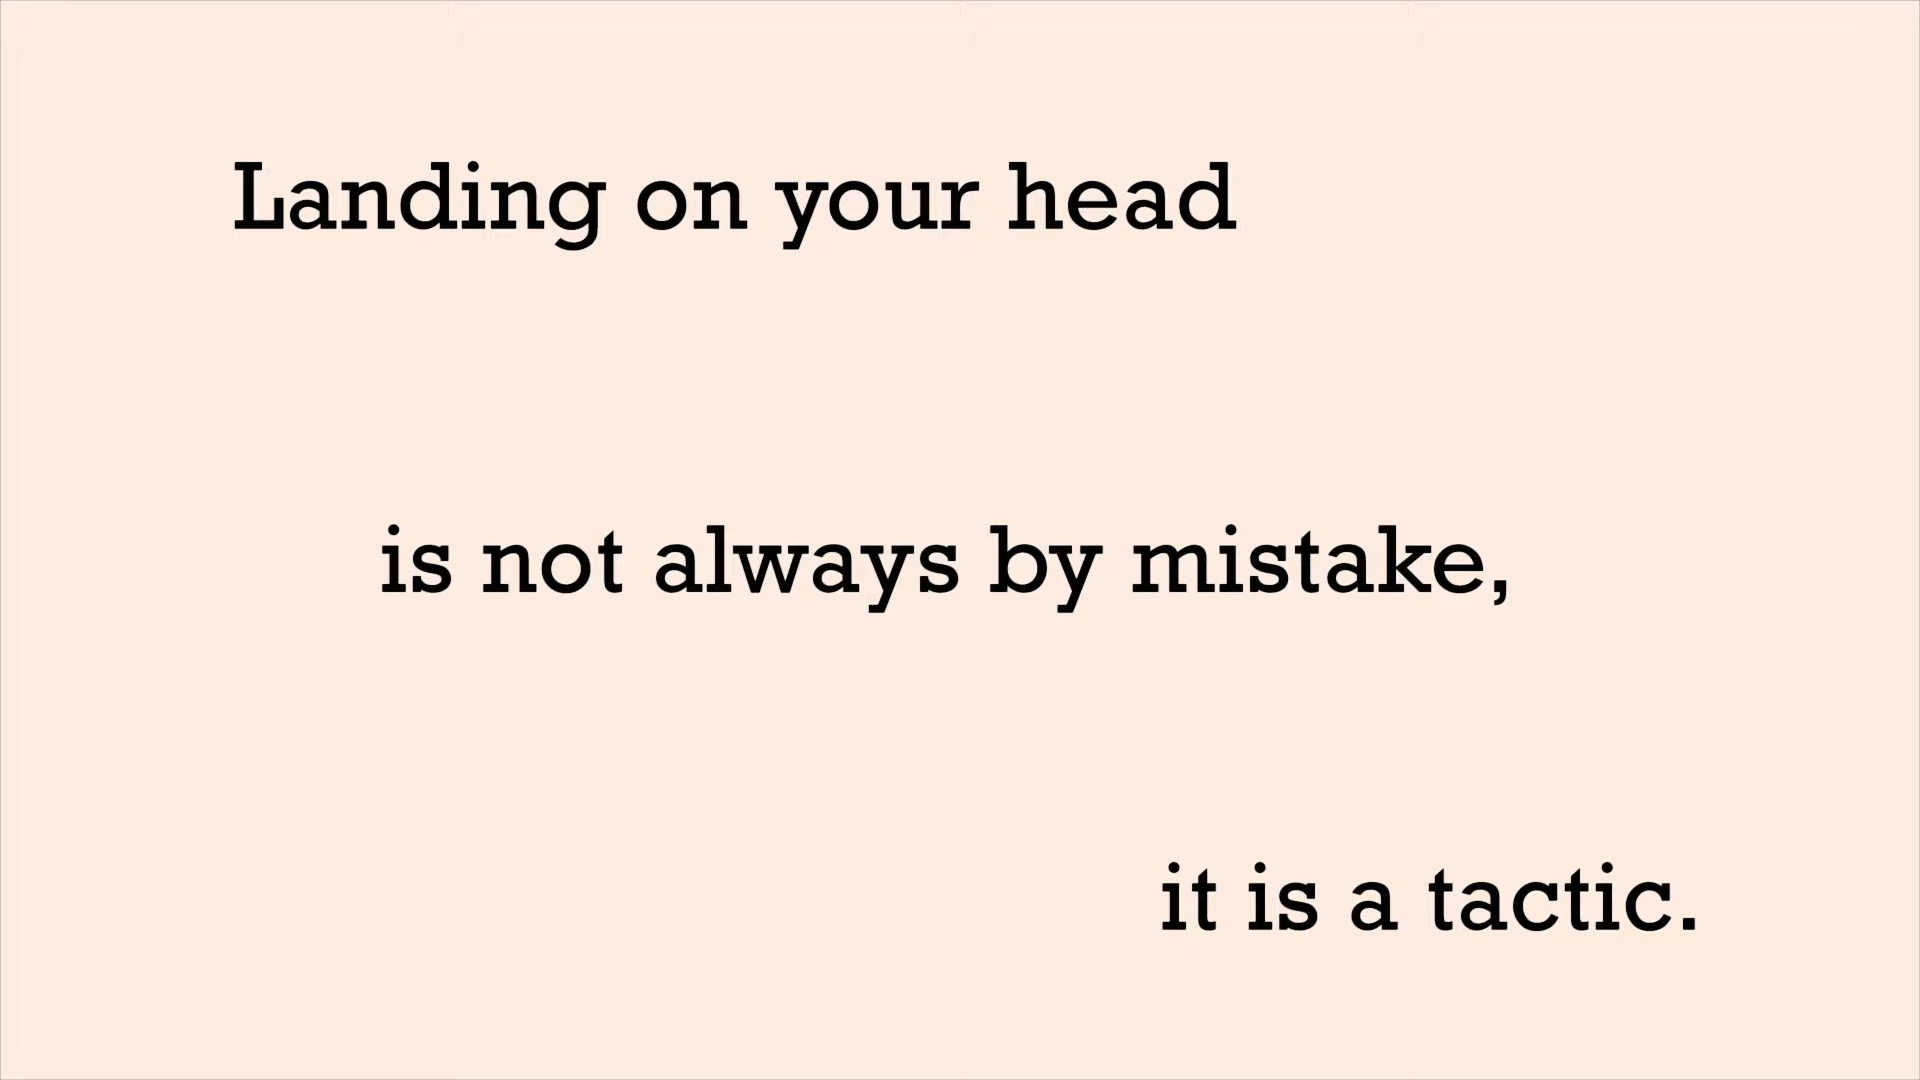 Landing on your head
is not always by mistake,
it is a tactic.